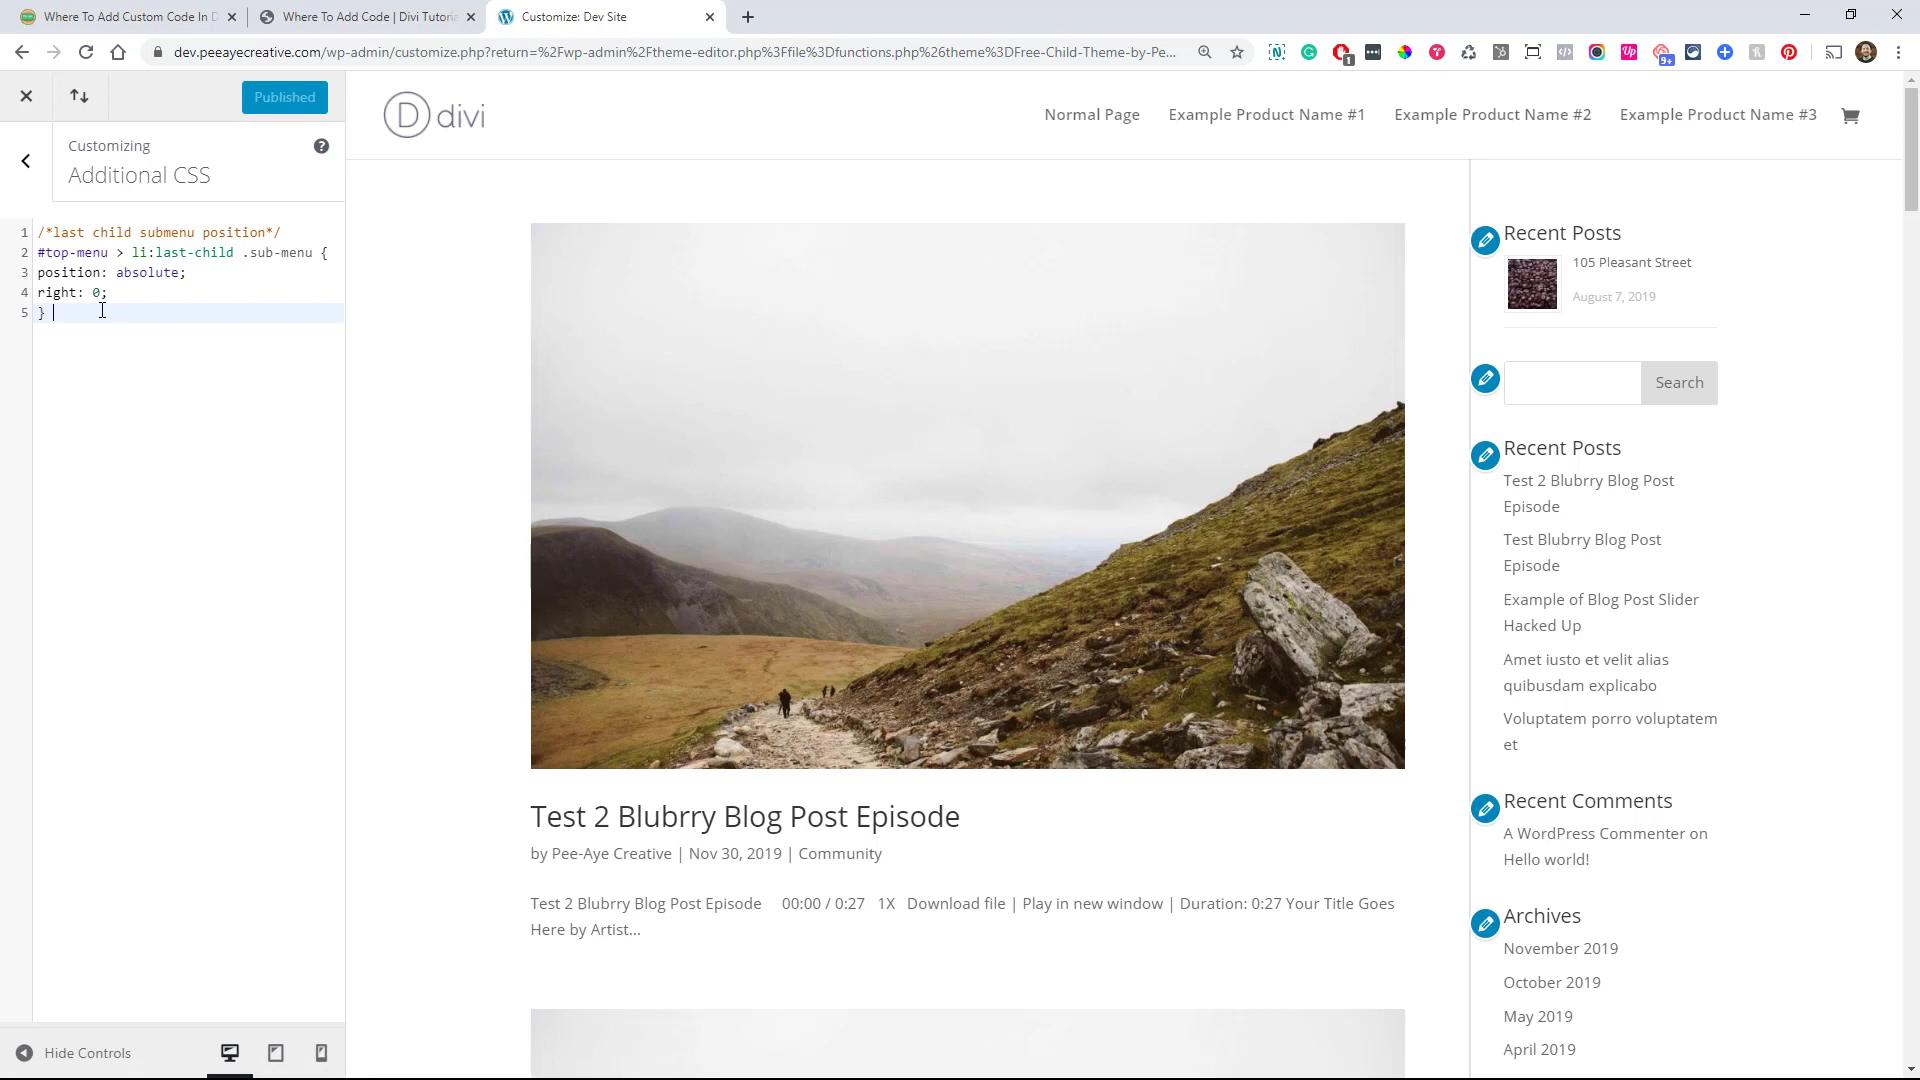 Where To Add Custom Code In D
Where To Add Code | Divi Tutoria
Customize: Dev Site
dev.peeayecreative.com/wp-admin/customize.php?return=%2Fwp-admin%2Ftheme-editor.php%3Ffile%3Dfunctions.php%26theme%3DFree-Child-Theme-by-Pe...
1
Up
9+
Published
Customizing
Additional CSS
1 /*last child submenu position*/
2 #top-menu > li:last-child .sub-menu {
3 position: absolute;
4 right: 0;
5 }
Hide Controls
D divi
Normal Page
Example Product Name #1
Example Product Name #2
Example Product Name #3
Test 2 Blubrry Blog Post Episode
by Pee-Aye Creative | Nov 30, 2019 | Community
Test 2 Blubrry Blog Post Episode 00:00 / 0:27 1X Download file | Play in new window | Duration: 0:27 Your Title Goes
Here by Artist...
Recent Posts
105 Pleasant Street
August 7, 2019
Search
Recent Posts
Test 2 Blubrry Blog Post
Episode
Test Blubrry Blog Post
Episode
Example of Blog Post Slider
Hacked Up
Amet iusto et velit alias
quibusdam explicabo
Voluptatem porro voluptatem
et
Recent Comments
A WordPress Commenter on
Hello world!
Archives
November 2019
October 2019
May 2019
April 2019